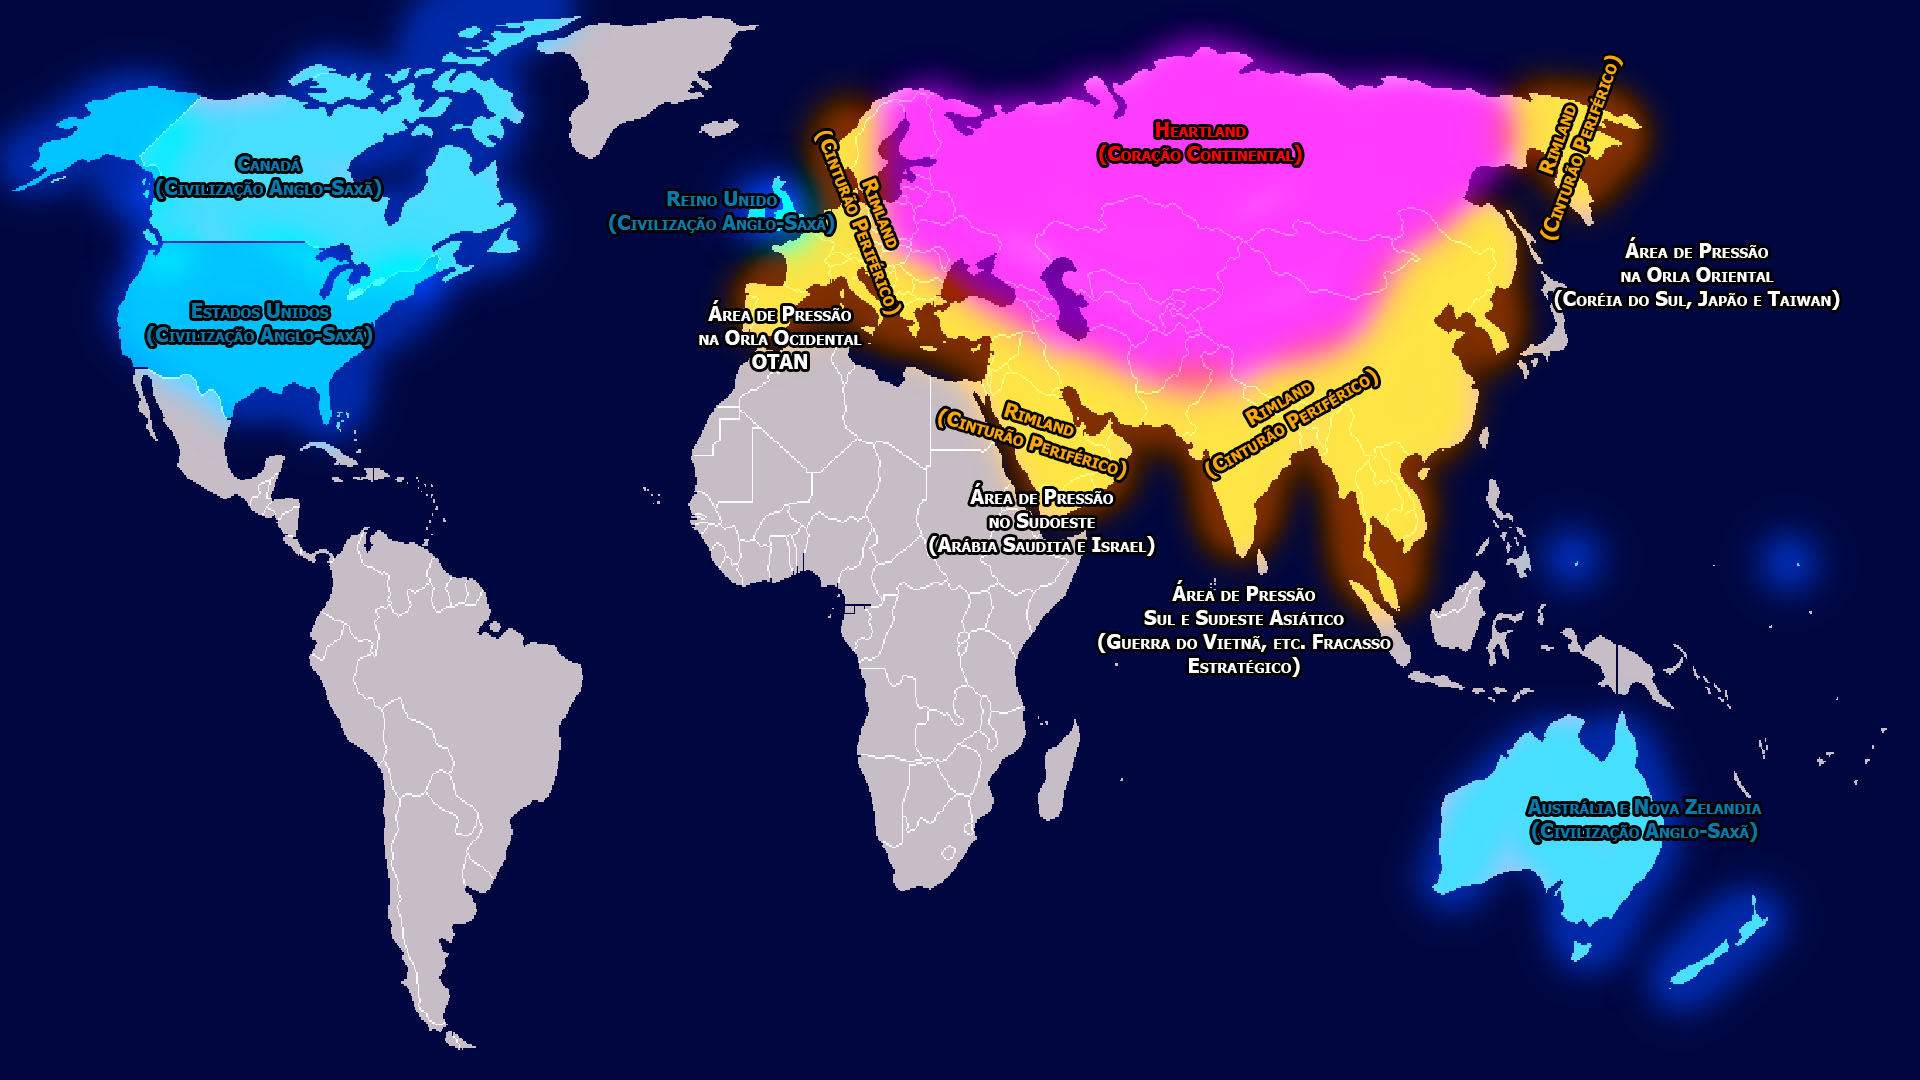 Heartland
(Coração Continental)
Rimland
(Cinturão Periférico)
Canadá
(Civilização Anglo-Saxã)
Reino Unido
(Civilização Anglo-Saxã)
Rimland
(Cinturão Periférico)
Área de Pressão
na Orla Oriental
(Coréia do Sul, Japão e Taiwan)
Estados Unidos
(Civilização Anglo-Saxã)
Área de Pressão
na Orla Ocidental
OTAN
Rimland
(Cinturão Periférico)
Rimland
(Cinturão Periférico)
Área de Pressão
no Sudoeste
(Arábia Saudita e Israel)
Área de Pressão
Sul e Sudeste Asiático
(Guerra do Vietnã, etc. Fracasso
Estratégico)
Austrália e Nova Zelandia
(Civilização Anglo-Saxã)